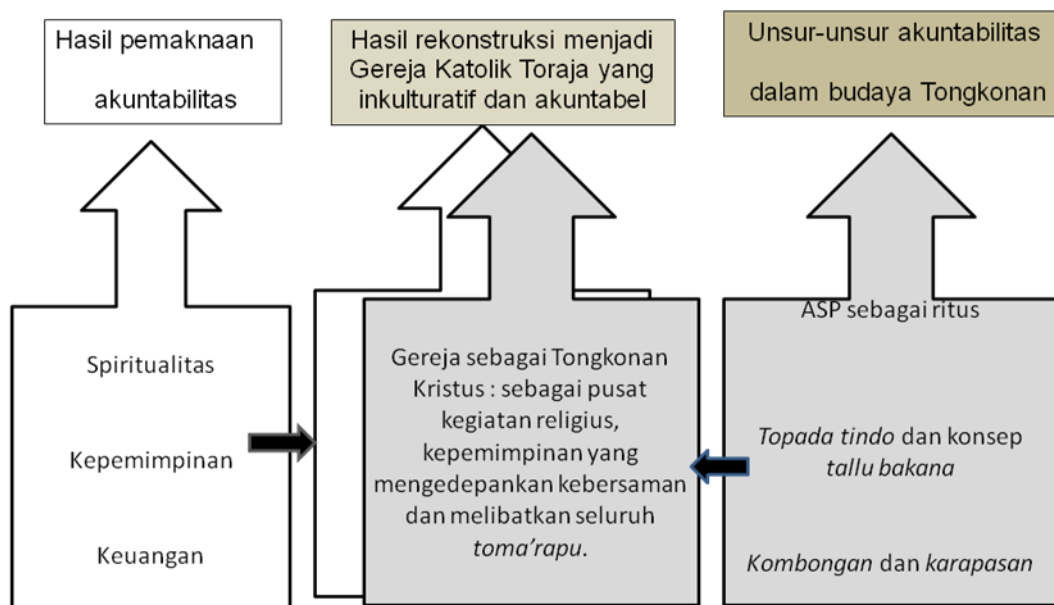 Hasil pemaknaan
akuntabilitas
Hasil rekonstruksi menjadi
Gereja Katolik Toraja yang
inkulturatif dan akuntabel
Unsur-unsur akuntabilitas
dalam budaya Tongkonan
Spiritualitas
Kepemimpinan
Keuangan
Gereja sebagai Tongkonan
Kristus : sebagai pusat
kegiatan religius,
kepemimpinan yang
mengedepankan kebersaman
dan melibatkan seluruh
toma’rapu.
ASP sebagai ritus
Topada tindo dan konsep
tallu bakana
Kombongan dan karapasan